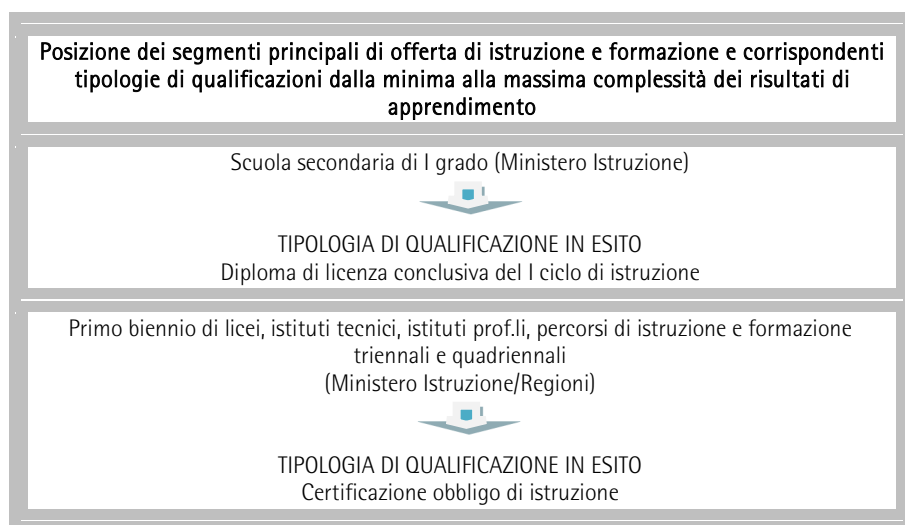 Posizione dei segmenti principali di offerta di istruzione e formazione e corrispondenti
tipologie di qualificazioni dalla minima alla massima complessità dei risultati di
apprendimento
Scuola secondaria di I grado (Ministero Istruzione)
TIPOLOGIA DI QUALIFICAZIONE IN ESITO
Diploma di licenza conclusiva del I ciclo di istruzione
Primo biennio di licei, istituti tecnici, istituti prof.li, percorsi di istruzione e formazione
triennali e quadriennali
(Ministero Istruzione/Regioni)
TIPOLOGIA DI QUALIFICAZIONE IN ESITO
Certificazione obbligo di istruzione